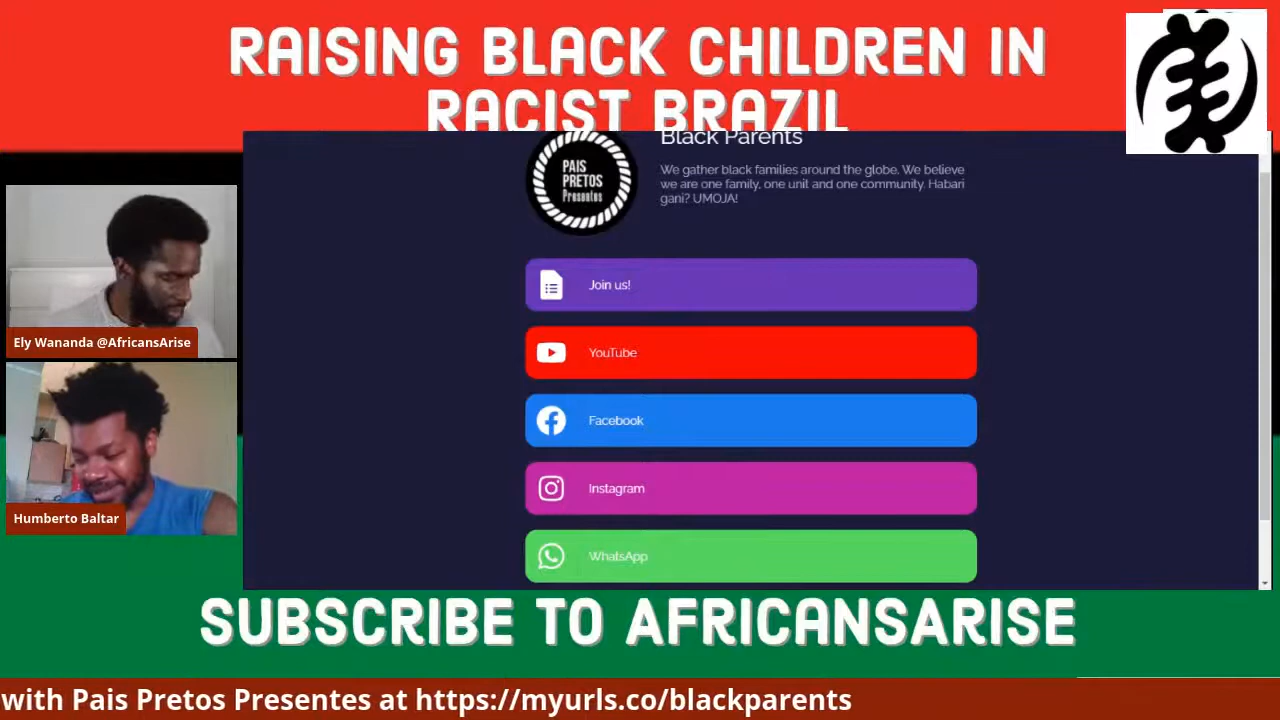 RAISING BLACK CHILDREN IN
RACIST BRAZIL
Black Parents
We gather black families around the globe. We believe
we are one family, one unit and one community. Habari
gani? UMOJA!
PAIS
PRETOS
Presentes
Join us!
YouTube
Facebook
Instagram
WhatsApp
Ely Wananda @AfricansArise
Humberto Baltar
SUBSCRIBE TO AFRICANSARISE
with Pais Pretos Presentes at https://myurls.co/blackparents